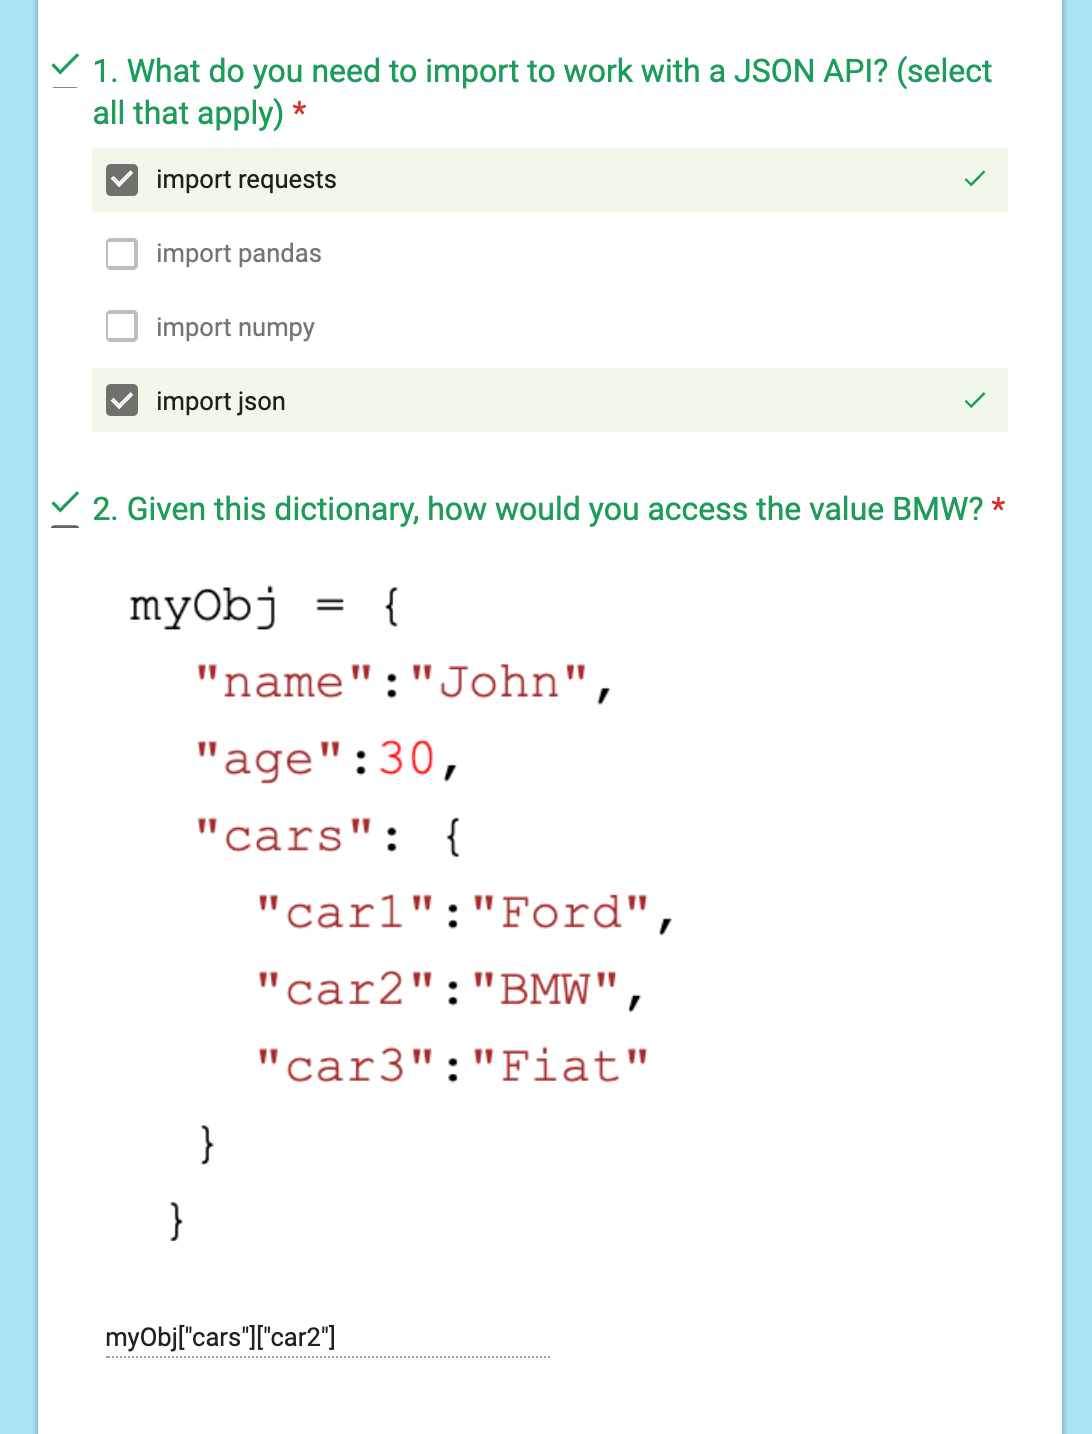 1. What do you need to import to work with a JSON API? (select
all that apply) *
import requests
import pandas
import numpy
import json
2. Given this dictionary, how would you access the value BMW? *
myObj = {
"name":"John",
"age":30,
"cars": {
"car1":"Ford",
"car2":"BMW",
"car3":"Fiat"
}
}
myObj["cars"]["car2"]